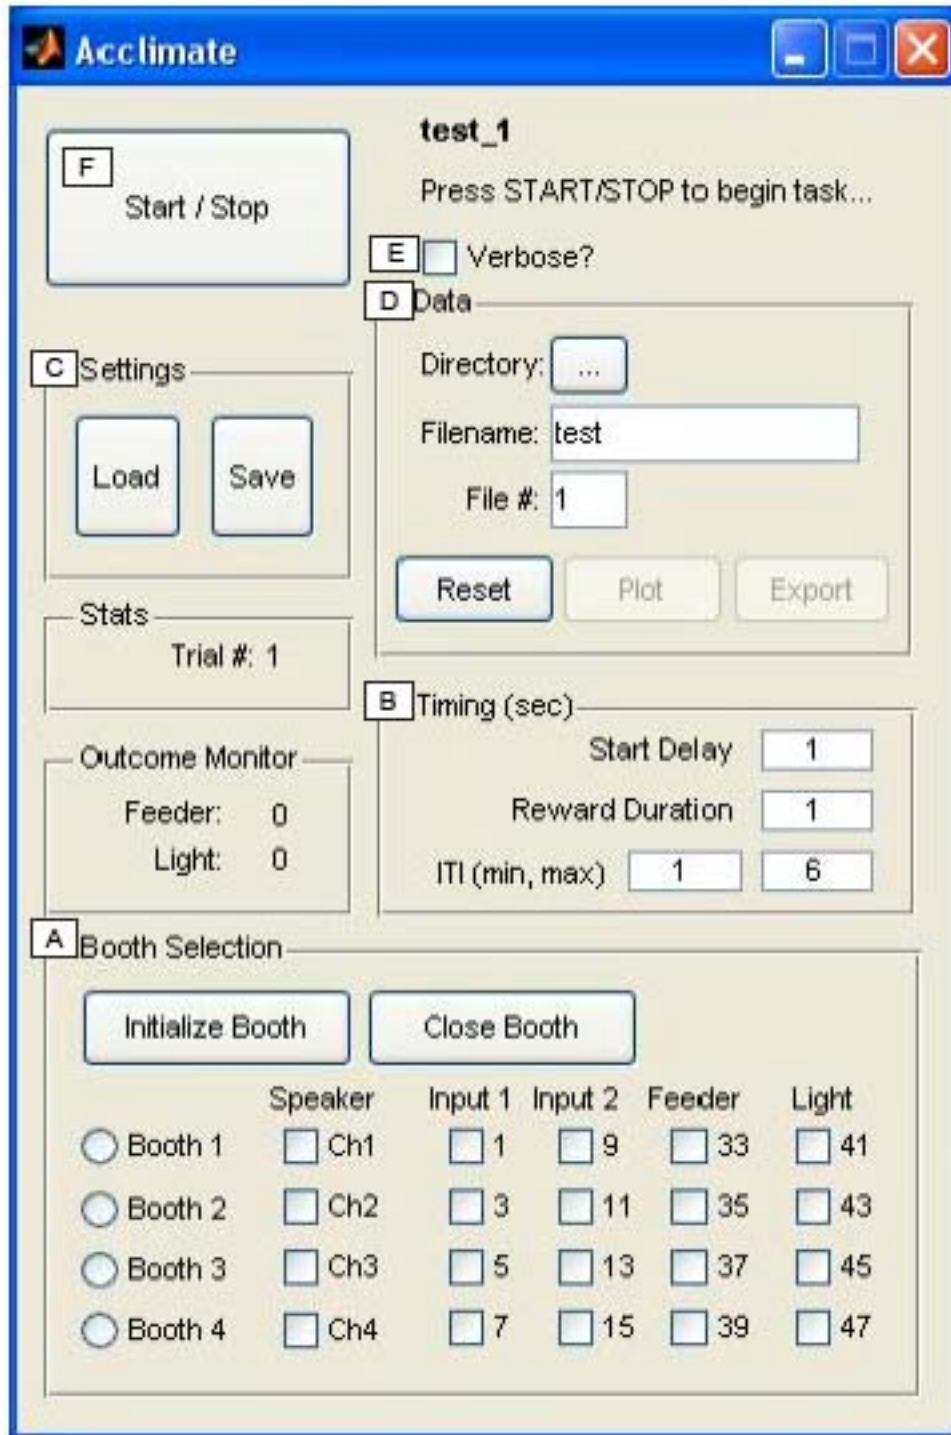 Acclimate
test_1
F
Start / Stop
Press START/STOP to begin task...
E Verbose?
D Data
Directory: ...
Filename: test
File #: 1
Reset Plot Export
C Settings
Load Save
Stats
Trial #: 1
B Timing (sec)
Start Delay 1
Reward Duration 1
ITI (min, max) 1 6
Outcome Monitor
Feeder: 0
Light: 0
A Booth Selection
Initialize Booth Close Booth
Speaker Input 1 Input 2 Feeder Light
Booth 1 Ch1 1 9 33 41
Booth 2 Ch2 3 11 35 43
Booth 3 Ch3 5 13 37 45
Booth 4 Ch4 7 15 39 47